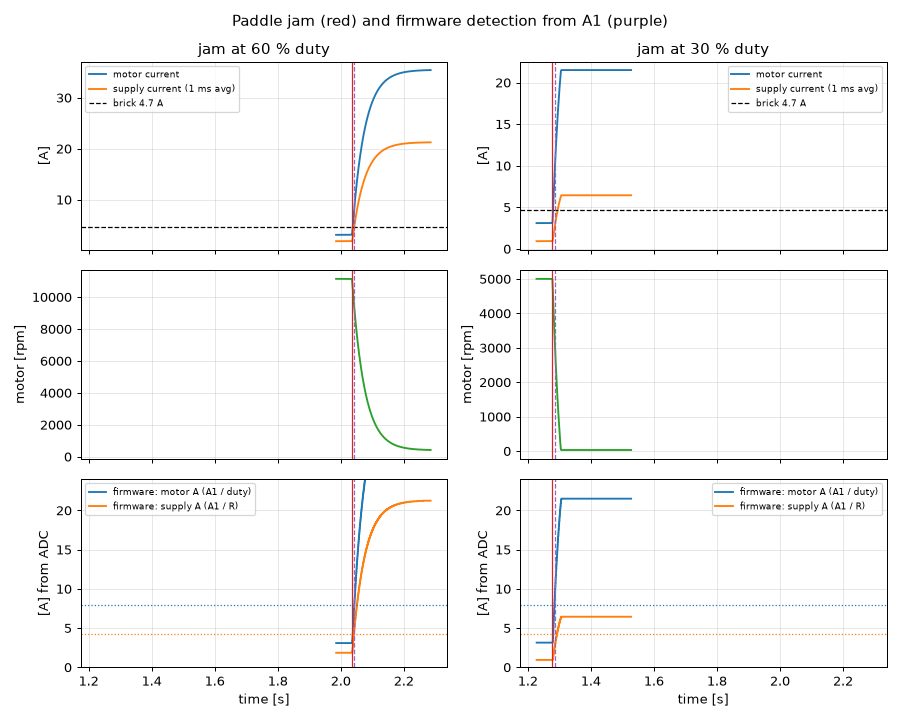 Paddle jam (red) and firmware detection from A1 (purple)
jam at 60 % duty
jam at 30 % duty
[A]
30
20
10
motor current
supply current (1 ms avg)
brick 4.7 A
[A]
20
15
10
5
0
motor current
supply current (1 ms avg)
brick 4.7 A
motor [rpm]
10000
8000
6000
4000
2000
0
motor [rpm]
5000
4000
3000
2000
1000
0
[A] from ADC
20
15
10
5
0
firmware: motor A (A1 / duty)
firmware: supply A (A1 / R)
1.2 1.4 1.6 1.8 2.0 2.2
time [s]
[A] from ADC
20
15
10
5
0
firmware: motor A (A1 / duty)
firmware: supply A (A1 / R)
1.2 1.4 1.6 1.8 2.0 2.2
time [s]